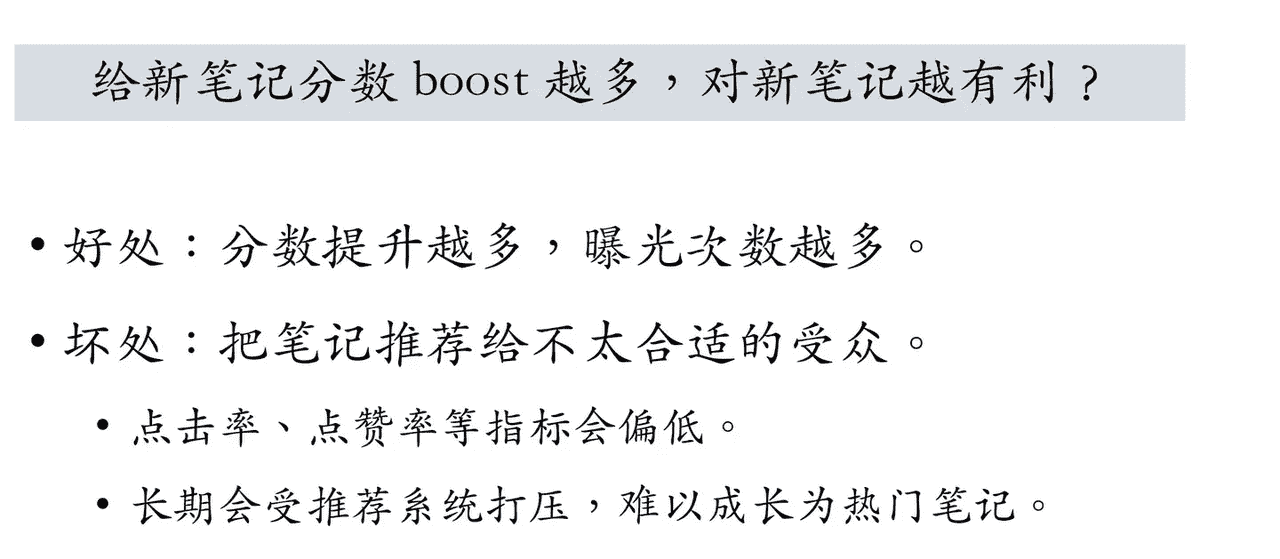 给新笔记分数 boost 越多，对新笔记越有利？
• 好处：分数提升越多，曝光次数越多。
• 坏处：把笔记推荐给不太合适的受众。
• 点击率、点赞率等指标会偏低。
• 长期会受推荐系统打压，难以成长为热门笔记。